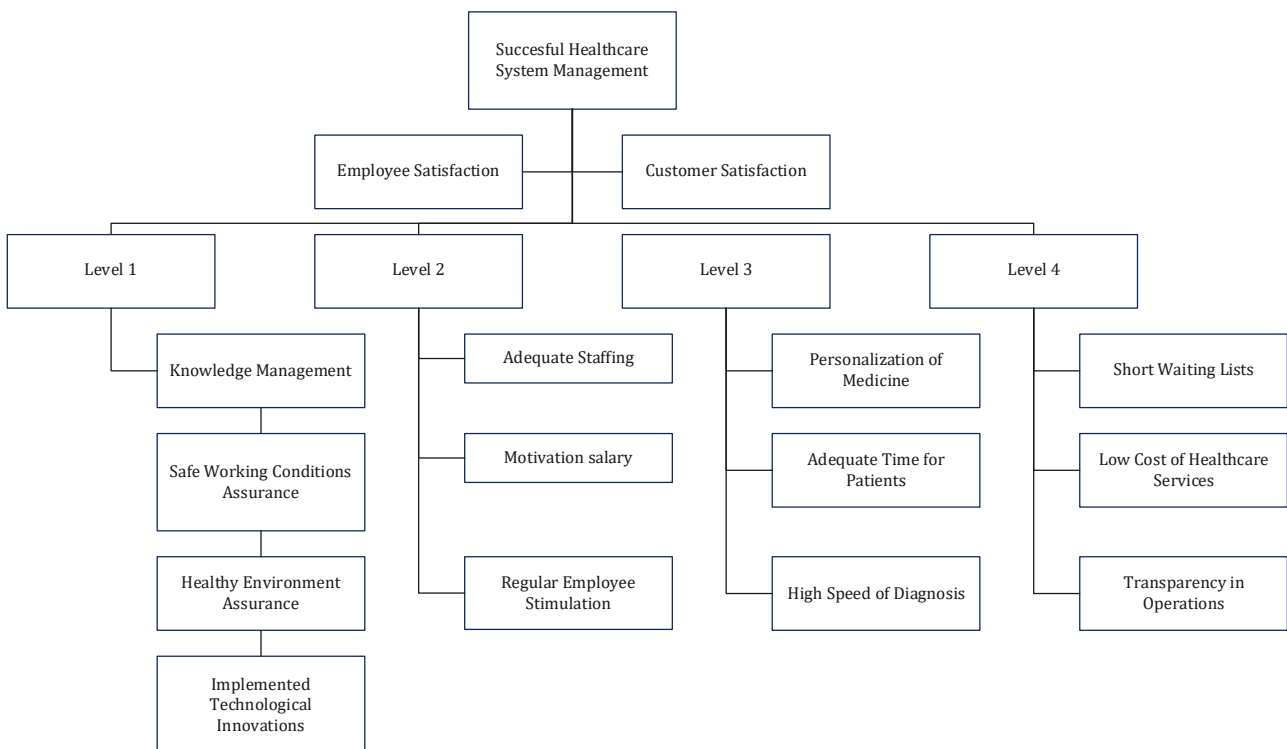 Succesful Healthcare
System Management
Employee Satisfaction
Customer Satisfaction
Level 1
Level 2
Level 3
Level 4
Knowledge Management
Safe Working Conditions
Assurance
Healthy Environment
Assurance
Implemented
Technological
Innovations
Adequate Staffing
Motivation salary
Regular Employee
Stimulation
Personalization of
Medicine
Adequate Time for
Patients
High Speed of Diagnosis
Short Waiting Lists
Low Cost of Healthcare
Services
Transparency in
Operations